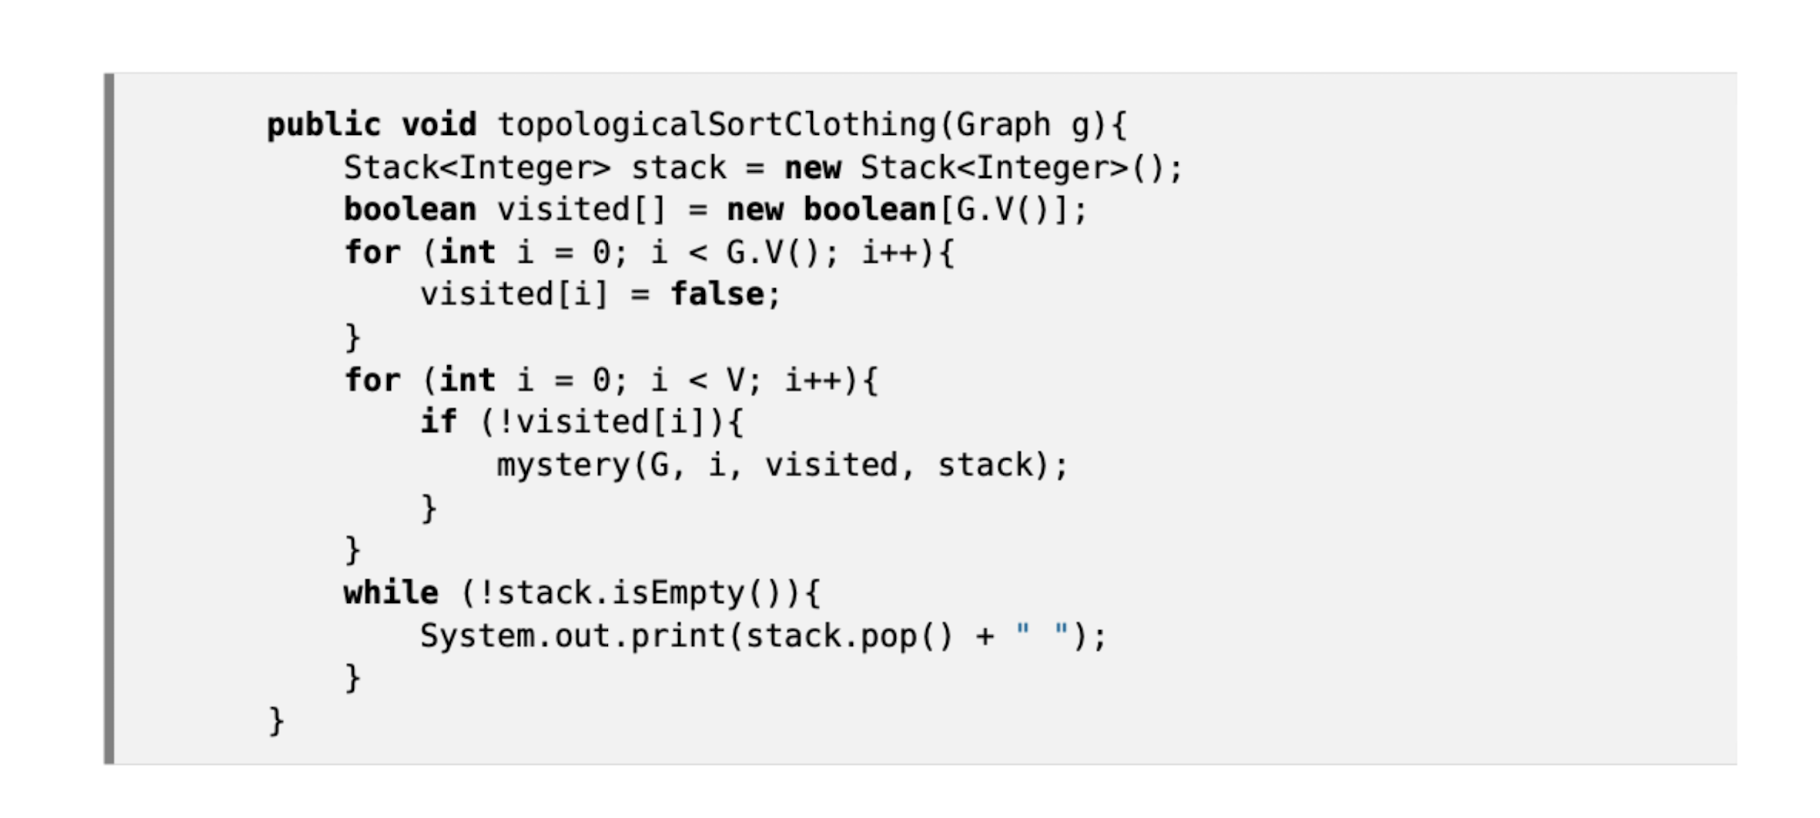 public void topologicalSortClothing(Graph g){
Stack<Integer> stack = new Stack<Integer>();
boolean visited[] = new boolean[G.V()];
for (int i = 0; i < G.V(); i++){
visited[i] = false;
}
for (int i = 0; i < V; i++){
if (!visited[i]){
mystery(G, i, visited, stack);
}
}
while (!stack.isEmpty()){
System.out.print(stack.pop() + " ");
}
}